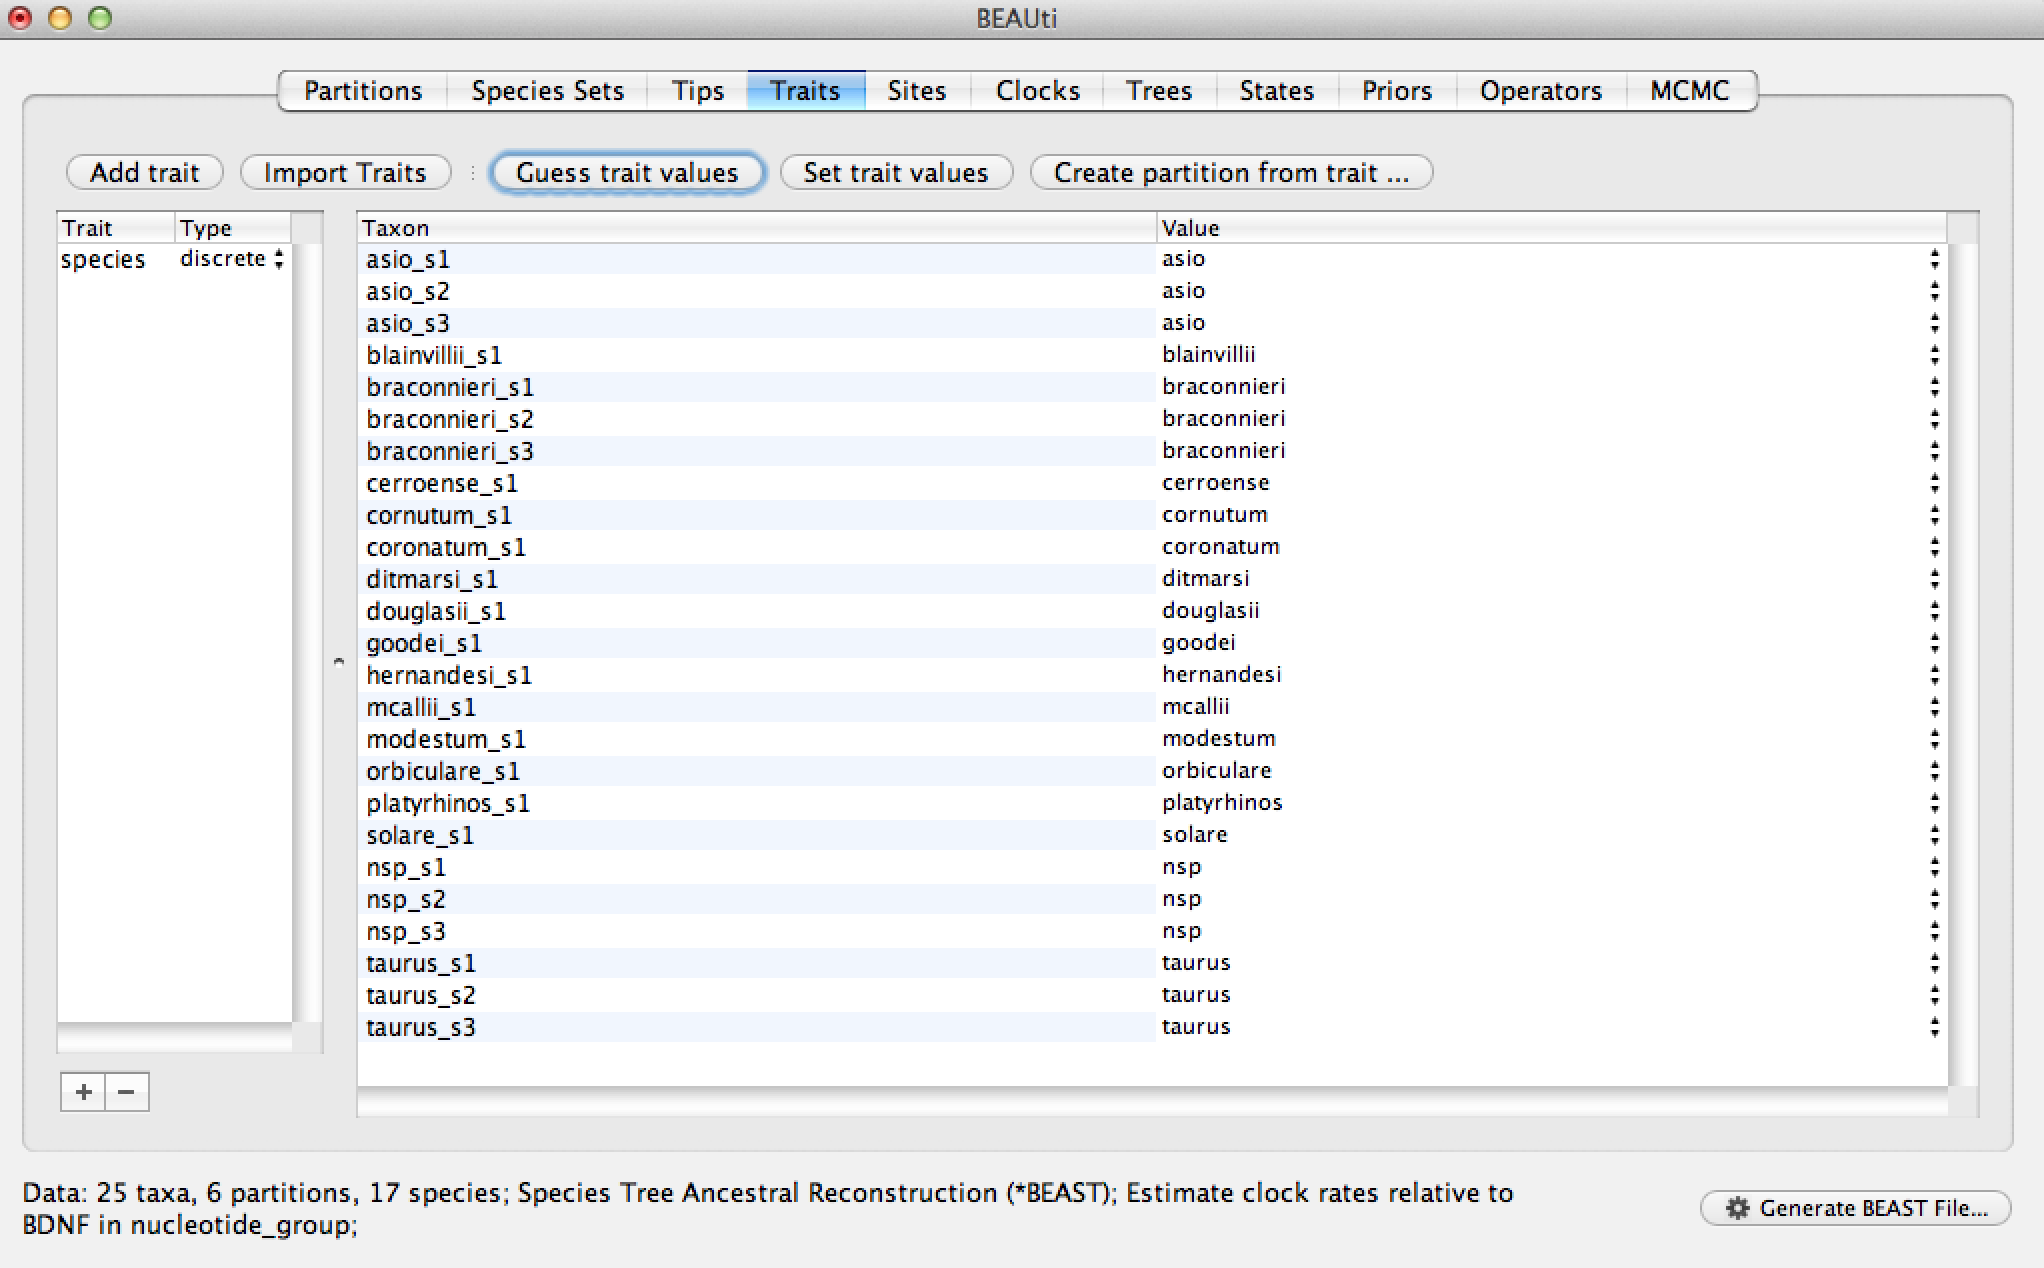 BEAUti
Partitions Species Sets Tips Traits Sites Clocks Trees States Priors Operators MCMC
Add trait Import Traits Guess trait values Set trait values Create partition from trait ...
Trait Type Taxon Value
species discrete asio_s1 asio
asio_s2 asio
asio_s3 asio
blainvillii_s1 blainvillii
braconnieri_s1 braconnieri
braconnieri_s2 braconnieri
braconnieri_s3 braconnieri
cerroense_s1 cerroense
cornutum_s1 cornutum
coronatum_s1 coronatum
ditmarsi_s1 ditmarsi
douglasii_s1 douglasii
goodei_s1 goodei
hernandesi_s1 hernandesi
mcallii_s1 mcallii
modestum_s1 modestum
orbiculare_s1 orbiculare
platyrhinos_s1 platyrhinos
solare_s1 solare
nsp_s1 nsp
nsp_s2 nsp
nsp_s3 nsp
taurus_s1 taurus
taurus_s2 taurus
taurus_s3 taurus
+ −
Data: 25 taxa, 6 partitions, 17 species; Species Tree Ancestral Reconstruction (*BEAST); Estimate clock rates relative to
BDNF in nucleotide_group;
Generate BEAST File...